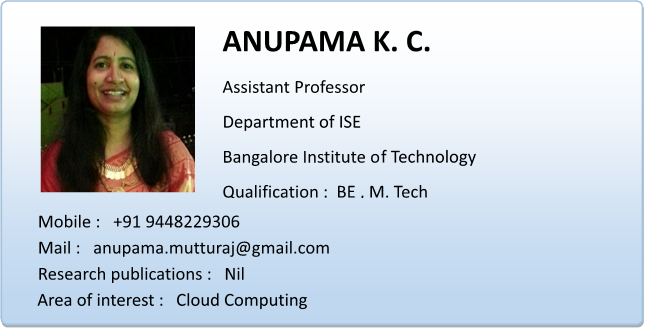 ANUPAMA K. C.
Assistant Professor
Department of ISE
Bangalore Institute of Technology
Qualification :  BE . M. Tech
Mobile :   +91 9448229306
Mail :   anupama.mutturaj@gmail.com
Research publications :   Nil
Area of interest :   Cloud Computing